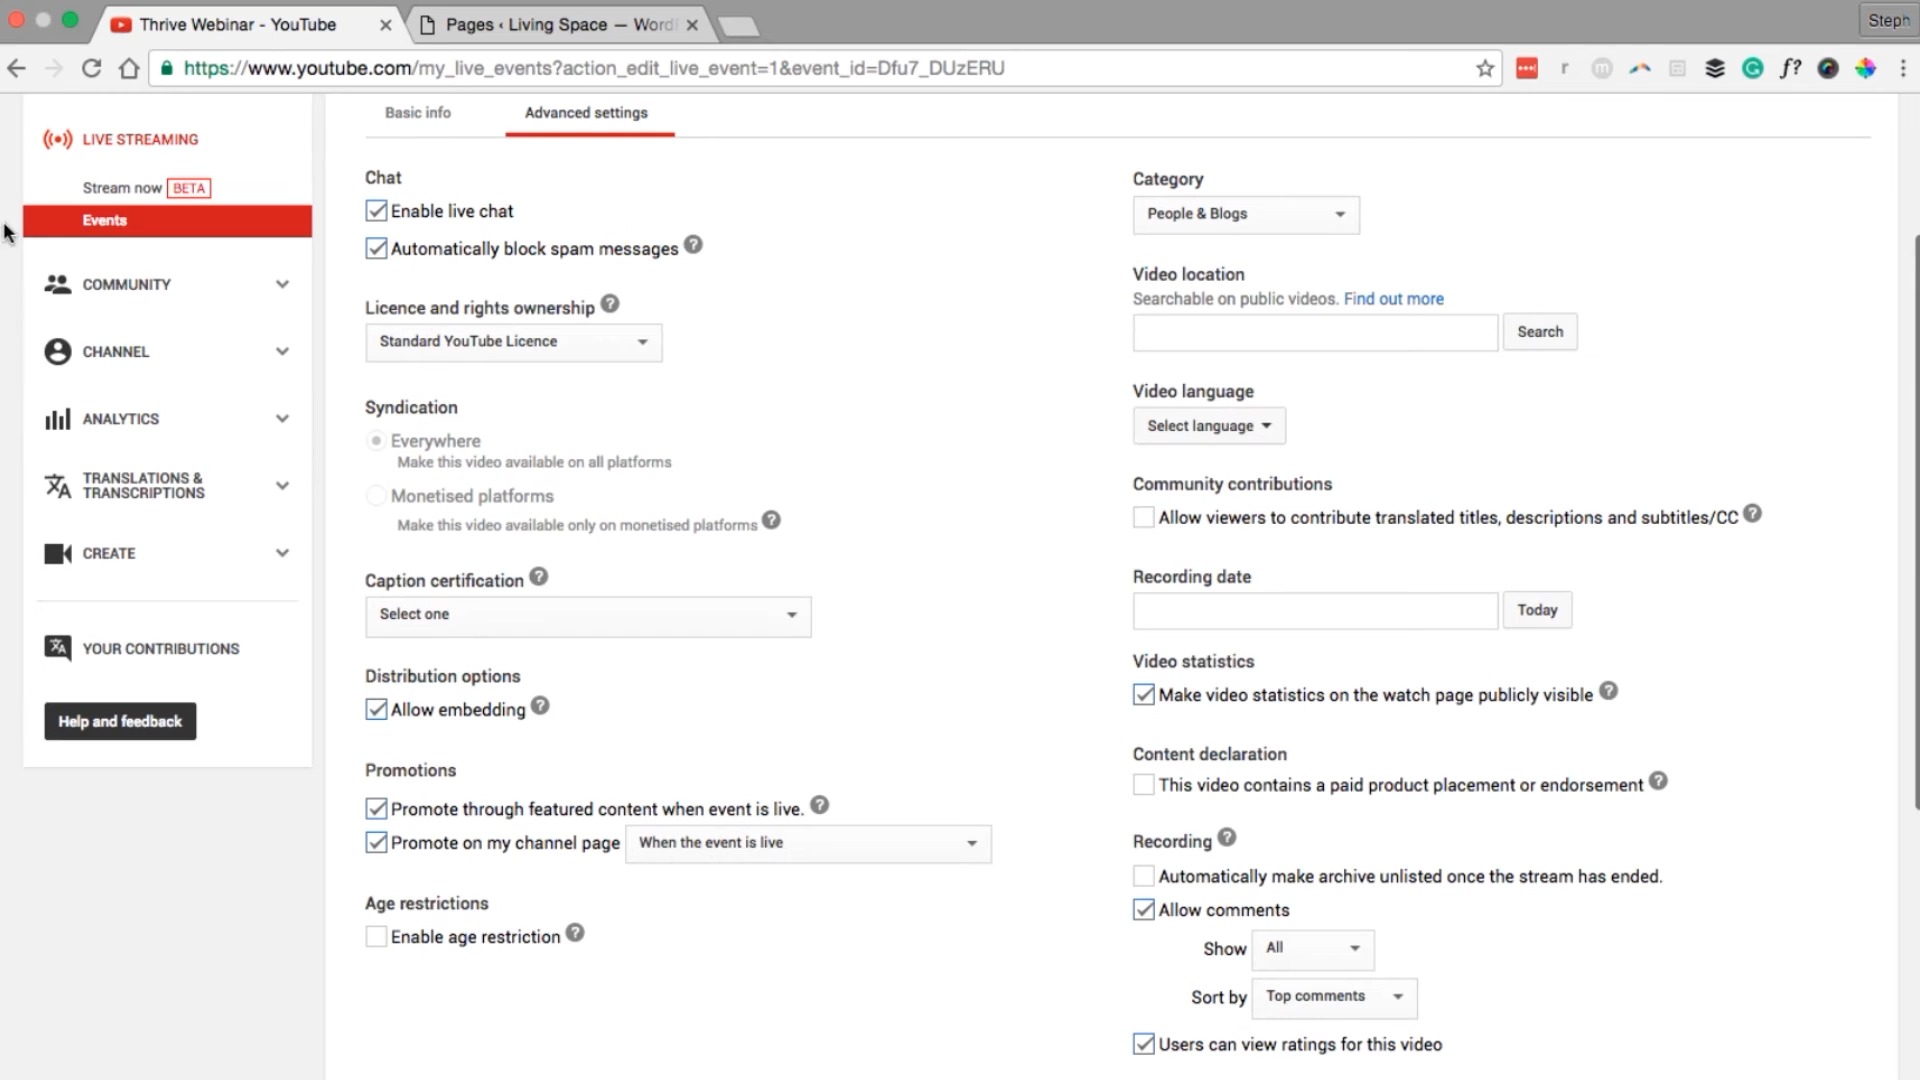 Thrive Webinar - YouTube
Pages ‹ Living Space — Word
Steph
https://www.youtube.com/my_live_events?action_edit_live_event=1&event_id=Dfu7_DUzERU
LIVE STREAMING
Stream now BETA
Events
COMMUNITY
CHANNEL
ANALYTICS
TRANSLATIONS &
TRANSCRIPTIONS
CREATE
YOUR CONTRIBUTIONS
Help and feedback
Basic info
Advanced settings
Chat
Enable live chat
Automatically block spam messages ?
Licence and rights ownership ?
Standard YouTube Licence
Syndication
Everywhere
Make this video available on all platforms
Monetised platforms
Make this video available only on monetised platforms ?
Caption certification ?
Select one
Distribution options
Allow embedding ?
Promotions
Promote through featured content when event is live. ?
Promote on my channel page When the event is live
Age restrictions
Enable age restriction ?
Category
People & Blogs
Video location
Searchable on public videos. Find out more
Search
Video language
Select language
Community contributions
Allow viewers to contribute translated titles, descriptions and subtitles/CC ?
Recording date
Today
Video statistics
Make video statistics on the watch page publicly visible ?
Content declaration
This video contains a paid product placement or endorsement ?
Recording ?
Automatically make archive unlisted once the stream has ended.
Allow comments
Show All
Sort by Top comments
Users can view ratings for this video